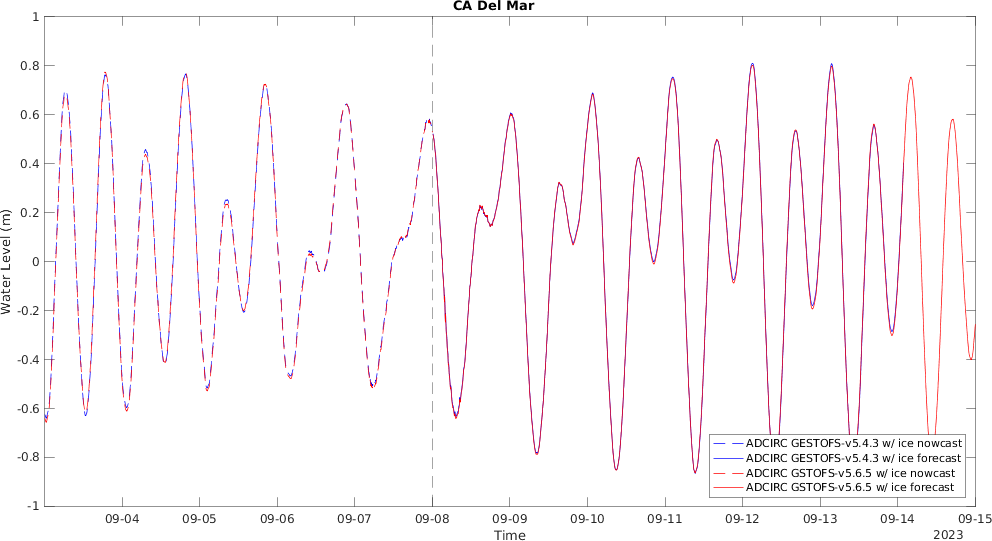 CA Del Mar
Water Level (m)
1
0.8
0.6
0.4
0.2
0
-0.2
-0.4
-0.6
-0.8
-1
ADCIRC GESTOFS-v5.4.3 w/ ice nowcast
ADCIRC GESTOFS-v5.4.3 w/ ice forecast
ADCIRC GSTOFS-v5.6.5 w/ ice nowcast
ADCIRC GSTOFS-v5.6.5 w/ ice forecast
09-04 09-05 09-06 09-07 09-08 09-09 09-10 09-11 09-12 09-13 09-14 09-15
Time
2023